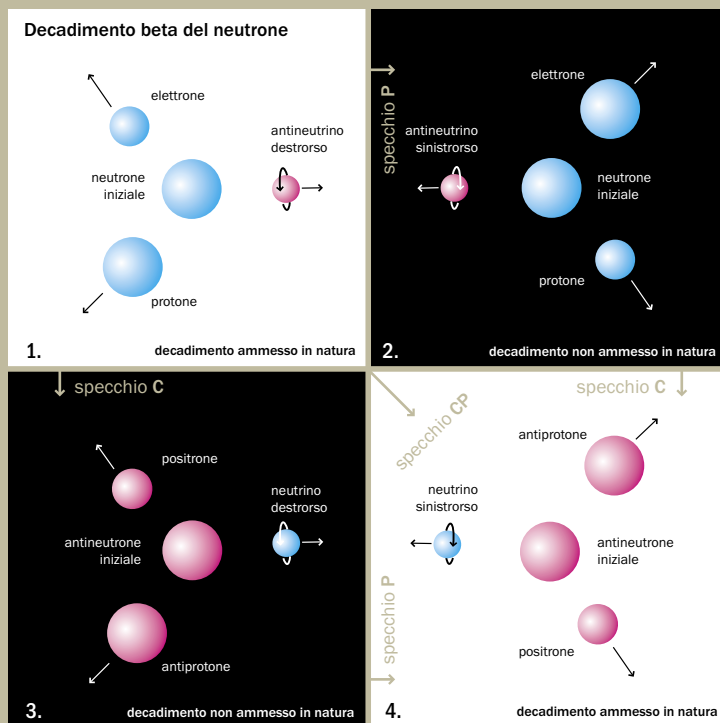 Decadimento beta del neutrone
elettrone
antineutrino
destrorso
neutrone
iniziale
protone
1.
decadimento ammesso in natura
specchio P
elettrone
antineutrino
sinistrorso
neutrone
iniziale
protone
2.
decadimento non ammesso in natura
specchio C
positrone
neutrino
destrorso
antineutrone
iniziale
antiprotone
3.
decadimento non ammesso in natura
specchio CP
specchio C
antiprotone
neutrino
sinistrorso
antineutrone
iniziale
specchio P
positrone
4.
decadimento ammesso in natura